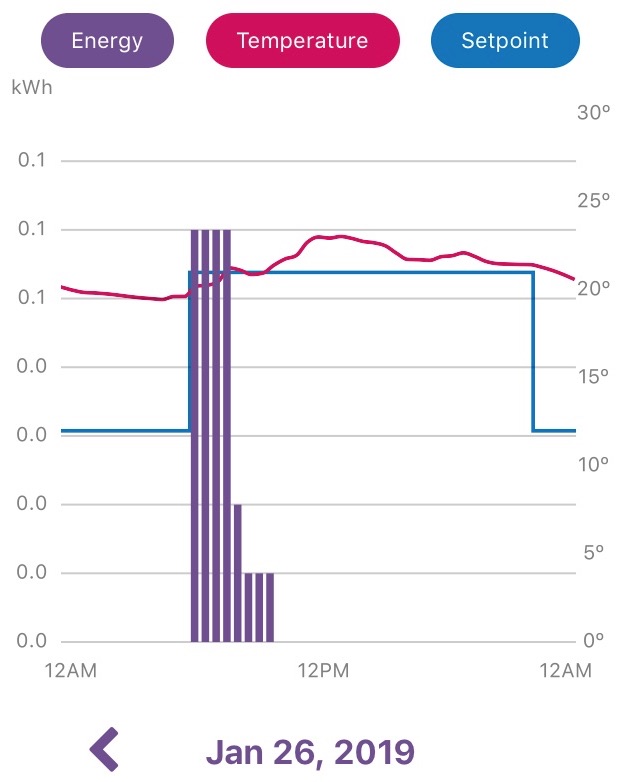 Energy Temperature Setpoint
kWh
30º
0.1
25º
0.1
20º
0.1
0.0
15º
0.0
10º
0.0
5º
0.0
0.0 0º
12AM 12PM 12AM
Jan 26, 2019